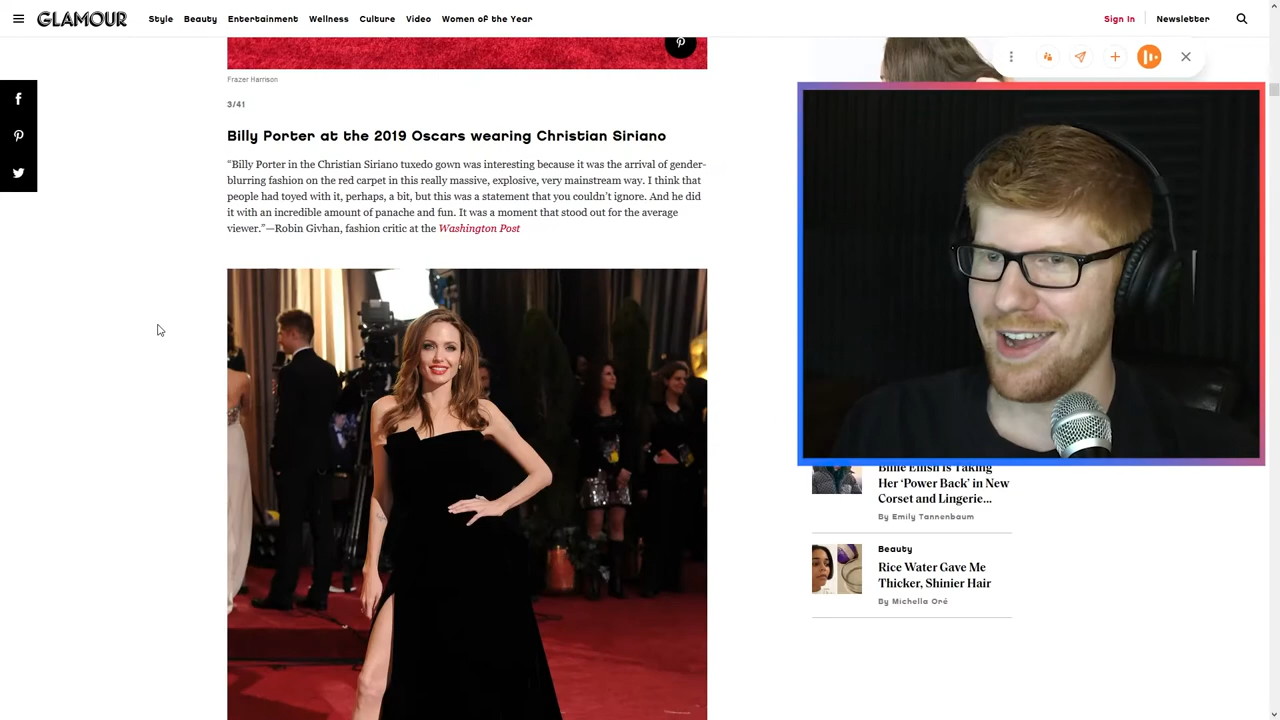 GLAMOUR
Style Beauty Entertainment Wellness Culture Video Women of the Year
Sign In Newsletter
Frazer Harrison
3/41
Billy Porter at the 2019 Oscars wearing Christian Siriano
“Billy Porter in the Christian Siriano tuxedo gown was interesting because it was the arrival of gender-
blurring fashion on the red carpet in this really massive, explosive, very mainstream way. I think that
people had toyed with it, perhaps, a bit, but this was a statement that you couldn’t ignore. And he did
it with an incredible amount of panache and fun. It was a moment that stood out for the average
viewer.”—Robin Givhan, fashion critic at the Washington Post
Billie Eilish Is Taking
Her ‘Power Back’ in New
Corset and Lingerie...
By Emily Tannenbaum
Beauty
Rice Water Gave Me
Thicker, Shinier Hair
By Michella Oré